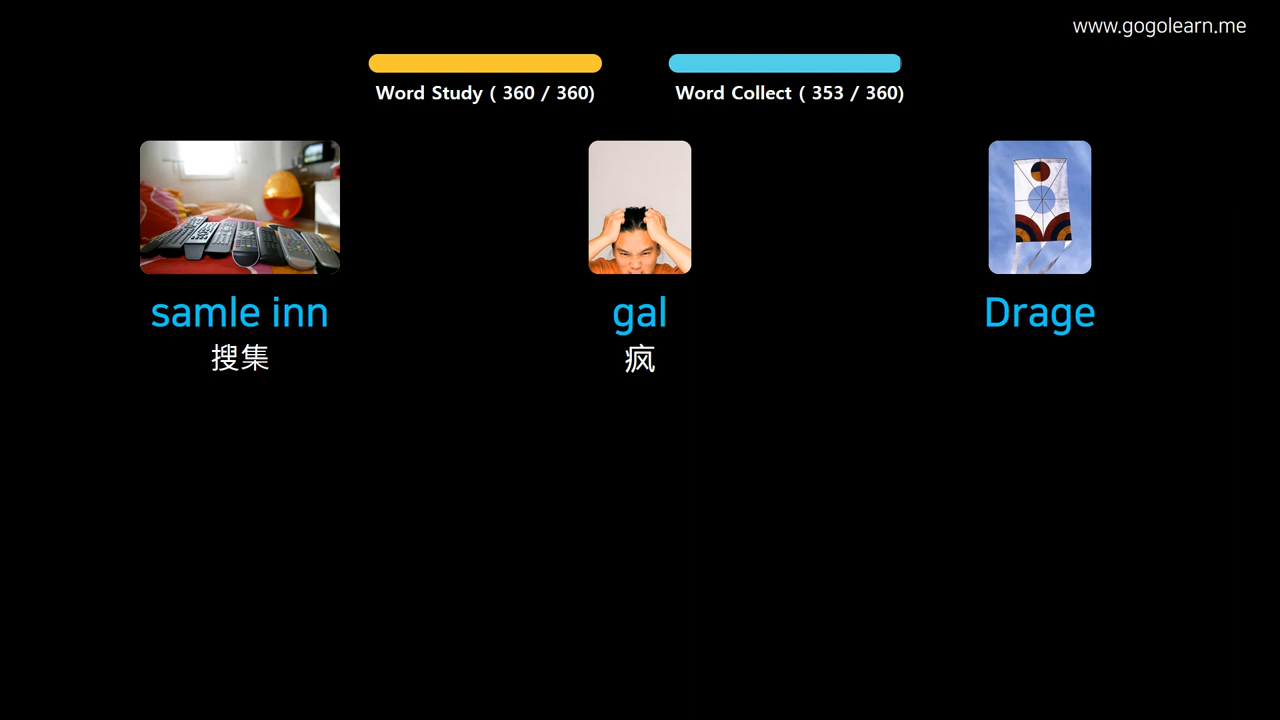 www.gogolearn.me
Word Study ( 360 / 360)
Word Collect ( 353 / 360)
samle inn
搜集
gal
疯
Drage